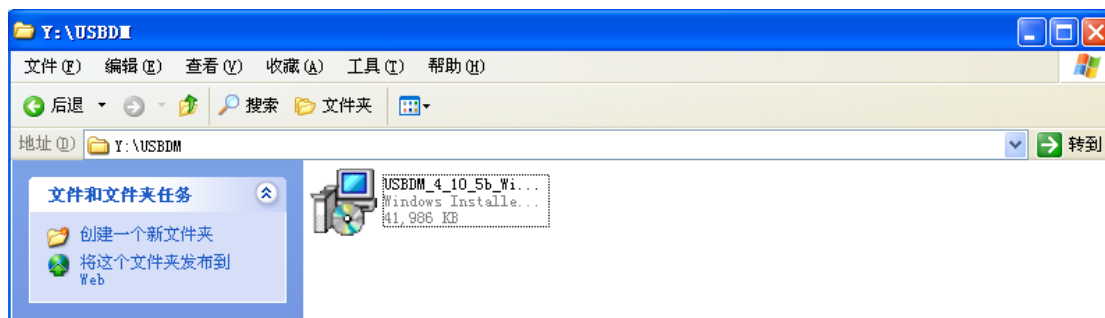 Y:\USBDM
文件(F) 编辑(E) 查看(V) 收藏(A) 工具(T) 帮助(H)
后退 搜索 文件夹
地址(D) Y:\USBDM 转到
文件和文件夹任务
创建一个新文件夹
将这个文件夹发布到
Web
USBDM_4_10_5b_Wi...
Windows Installe...
41,986 KB